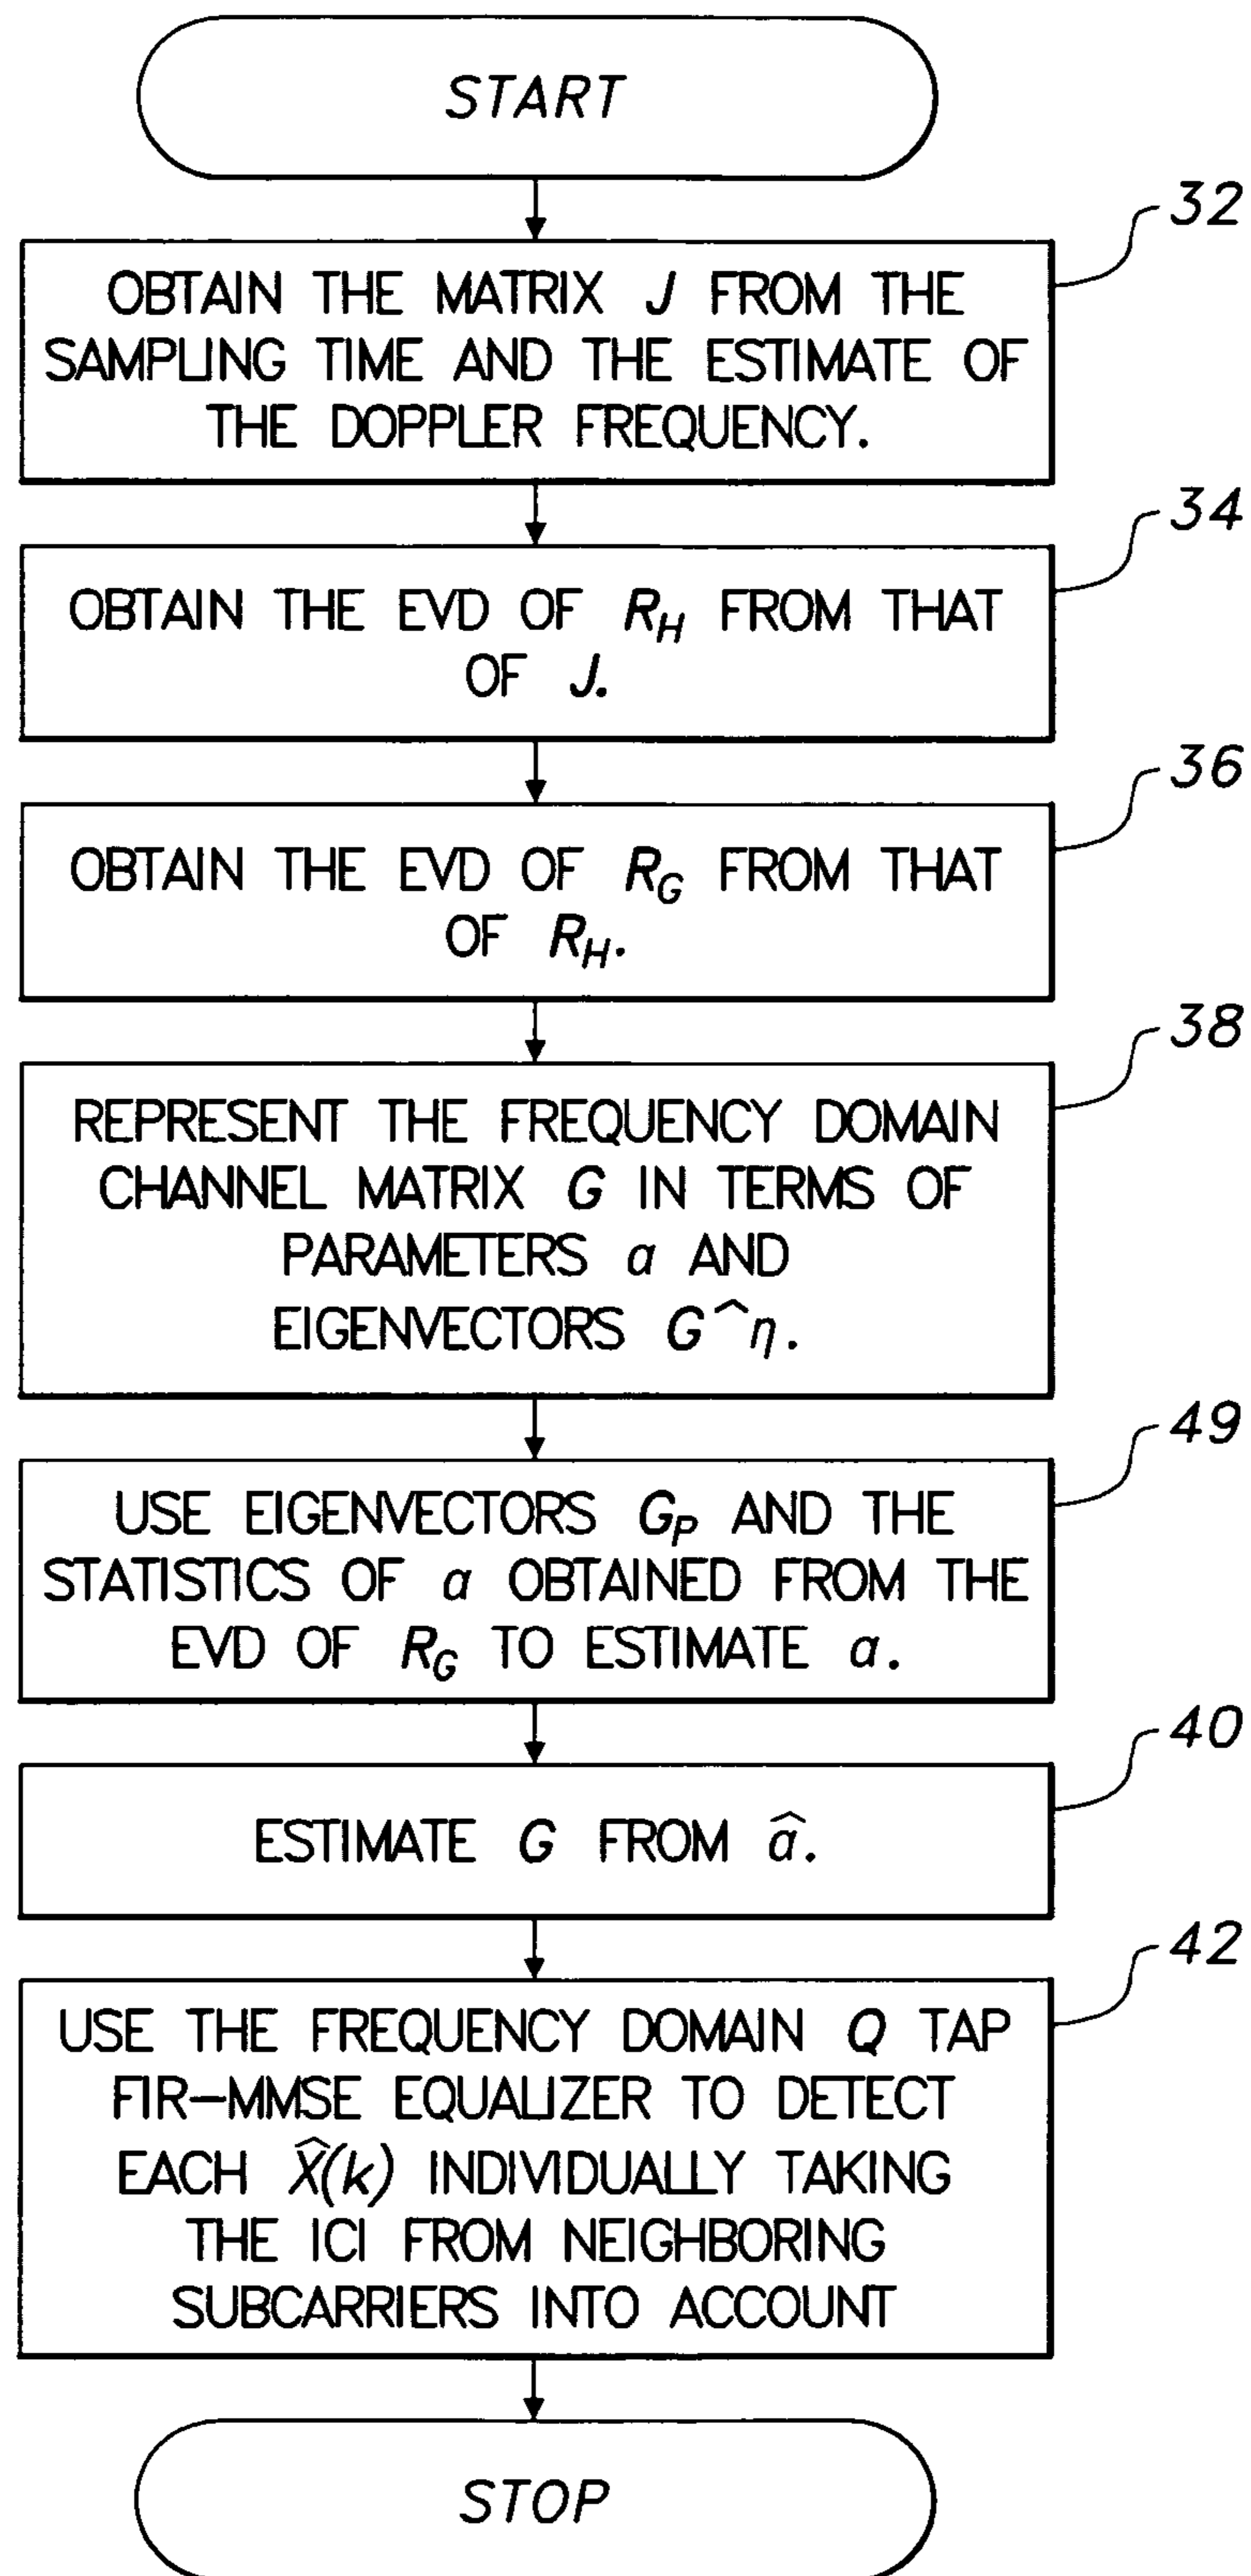 START
32
OBTAIN THE MATRIX J FROM THE
SAMPLING TIME AND THE ESTIMATE OF
THE DOPPLER FREQUENCY.
34
OBTAIN THE EVD OF R_H FROM THAT
OF J.
36
OBTAIN THE EVD OF R_G FROM THAT
OF R_H.
38
REPRESENT THE FREQUENCY DOMAIN
CHANNEL MATRIX G IN TERMS OF
PARAMETERS α AND
EIGENVECTORS G^η.
49
USE EIGENVECTORS G_P AND THE
STATISTICS OF α OBTAINED FROM THE
EVD OF R_G TO ESTIMATE α.
40
ESTIMATE G FROM α̂.
42
USE THE FREQUENCY DOMAIN Q TAP
FIR-MMSE EQUALIZER TO DETECT
EACH X̂(k) INDIVIDUALLY TAKING
THE ICI FROM NEIGHBORING
SUBCARRIERS INTO ACCOUNT
STOP